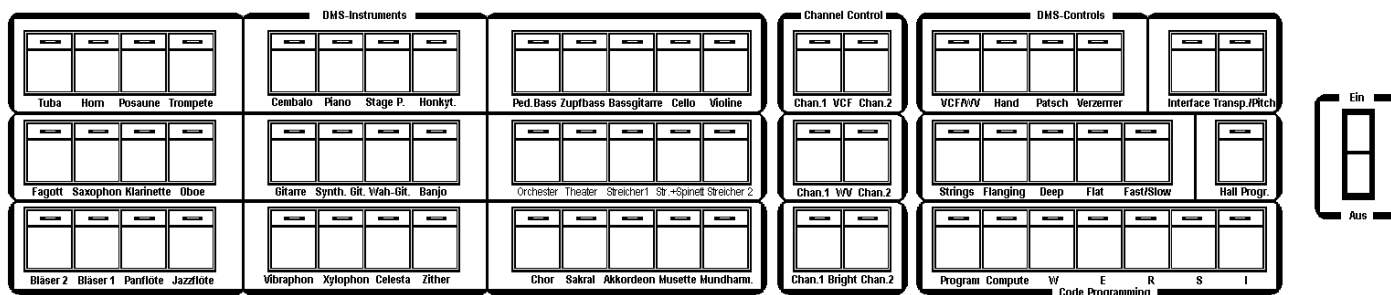 DMS-Instruments Channel Control DMS-Controls
Tuba Horn Posaune Trompete Cembalo Piano Stage P. Honkyt. Ped.Bass Zupfbass Bassgitarre Cello Violine Chan.1 VCF Chan.2 VCF/WV Hand Patsch Verzerrrer Interface Transp./Pitch
Ein
Fagott Saxophon Klarinette Oboe Gitarre Synth. Git. Wah-Git. Banjo Orchester Theater Streicher1 Str.+Spinett Streicher 2 Chan.1 WV Chan.2 Strings Flanging Deep Flat Fast/Slow Hall Progr.
Aus
Bläser 2 Bläser 1 Panflöte Jazzflöte Vibraphon Xylophon Celesta Zither Chor Sakral Akkordeon Musette Mundharm. Chan.1 Bright Chan.2 Program Compute W E R S I
Code Programming